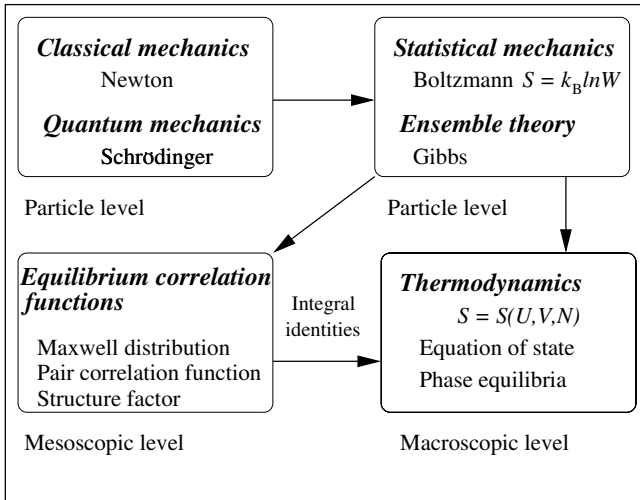 Classical mechanics
Newton
Quantum mechanics
Schrödinger
Particle level
Statistical mechanics
Boltzmann S = k_B lnW
Ensemble theory
Gibbs
Particle level
Equilibrium correlation
functions
Maxwell distribution
Pair correlation function
Structure factor
Mesoscopic level
Integral
identities
Thermodynamics
S = S(U,V,N)
Equation of state
Phase equilibria
Macroscopic level